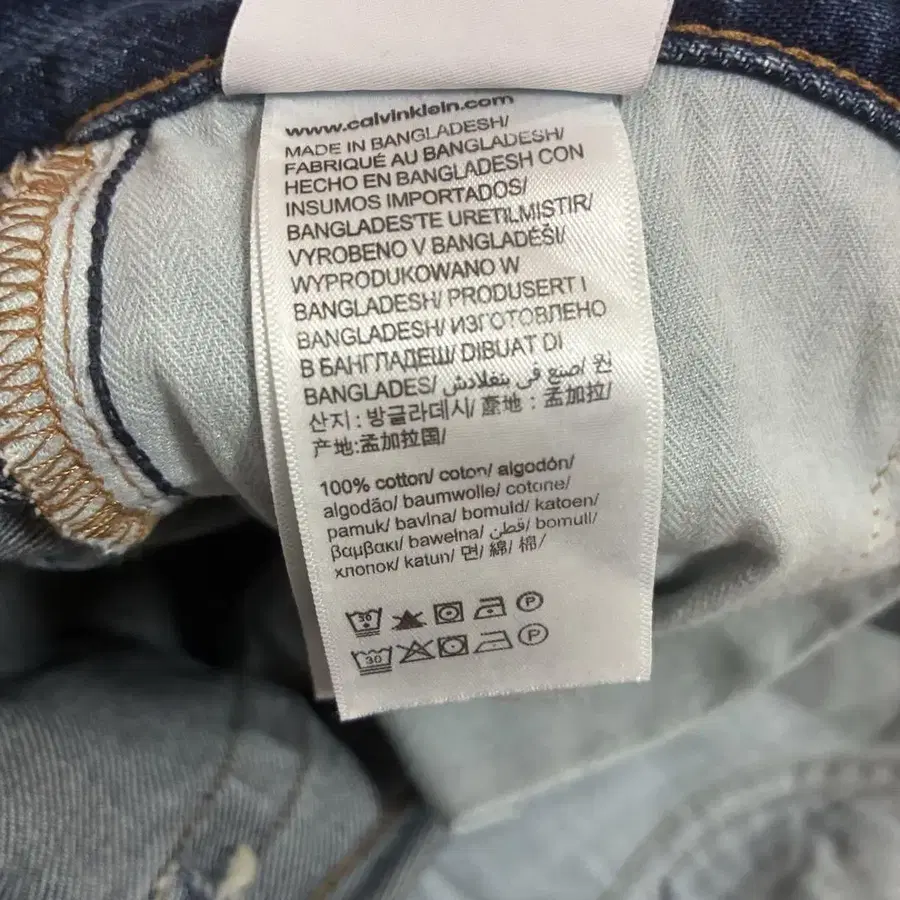 www.calvinklein.com
MADE IN BANGLADESH/
FABRIQUÉ AU BANGLADESH/
HECHO EN BANGLADESH CON
INSUMOS IMPORTADOS/
BANGLADESTE URETILMISTIR/
VYROBENO V BANGLADÉŠI/
WYPRODUKOWANO W
BANGLADESH/ PRODUSERT I
BANGLADESH/ ИЗГОТОВЛЕНО
В БАНГЛАДЕШ/ DIBUAT DI
BANGLADES/ صنع في بنغلادش/ 원
산지 : 방글라데시/ 產地 : 孟加拉/
产地:孟加拉国/
100% cotton/ coton/ algodón/
algodão/ baumwolle/ cotone/
pamuk/ bavlna/ bomuld/ katoen/
βαμβακι/ bawełna/ قطن/ bomull/
хлопок/ katun/ 면/ 綿/ 棉/
30 P
30 P